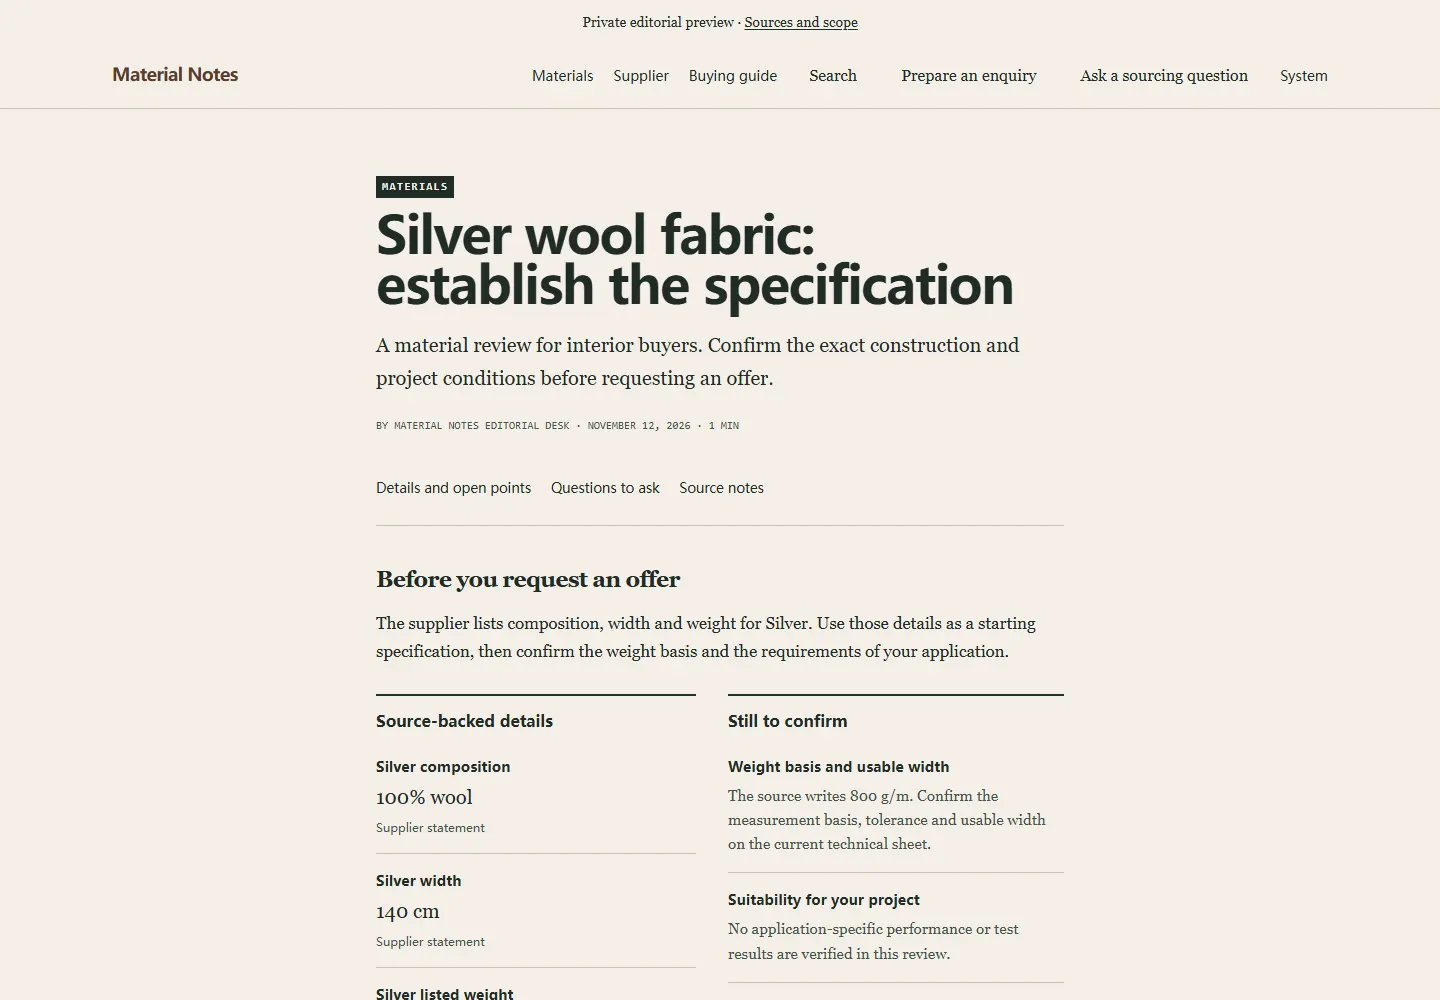 Private editorial preview · Sources and scope
Material Notes
Materials Supplier Buying guide Search Prepare an enquiry Ask a sourcing question System
MATERIALS
Silver wool fabric:
establish the specification
A material review for interior buyers. Confirm the exact construction and
project conditions before requesting an offer.
BY MATERIAL NOTES EDITORIAL DESK · NOVEMBER 12, 2026 · 1 MIN
Details and open points Questions to ask Source notes
Before you request an offer
The supplier lists composition, width and weight for Silver. Use those details as a starting
specification, then confirm the weight basis and the requirements of your application.
Source-backed details
Silver composition
100% wool
Supplier statement
Silver width
140 cm
Supplier statement
Silver listed weight
Still to confirm
Weight basis and usable width
The source writes 800 g/m. Confirm the
measurement basis, tolerance and usable width
on the current technical sheet.
Suitability for your project
No application-specific performance or test
results are verified in this review.